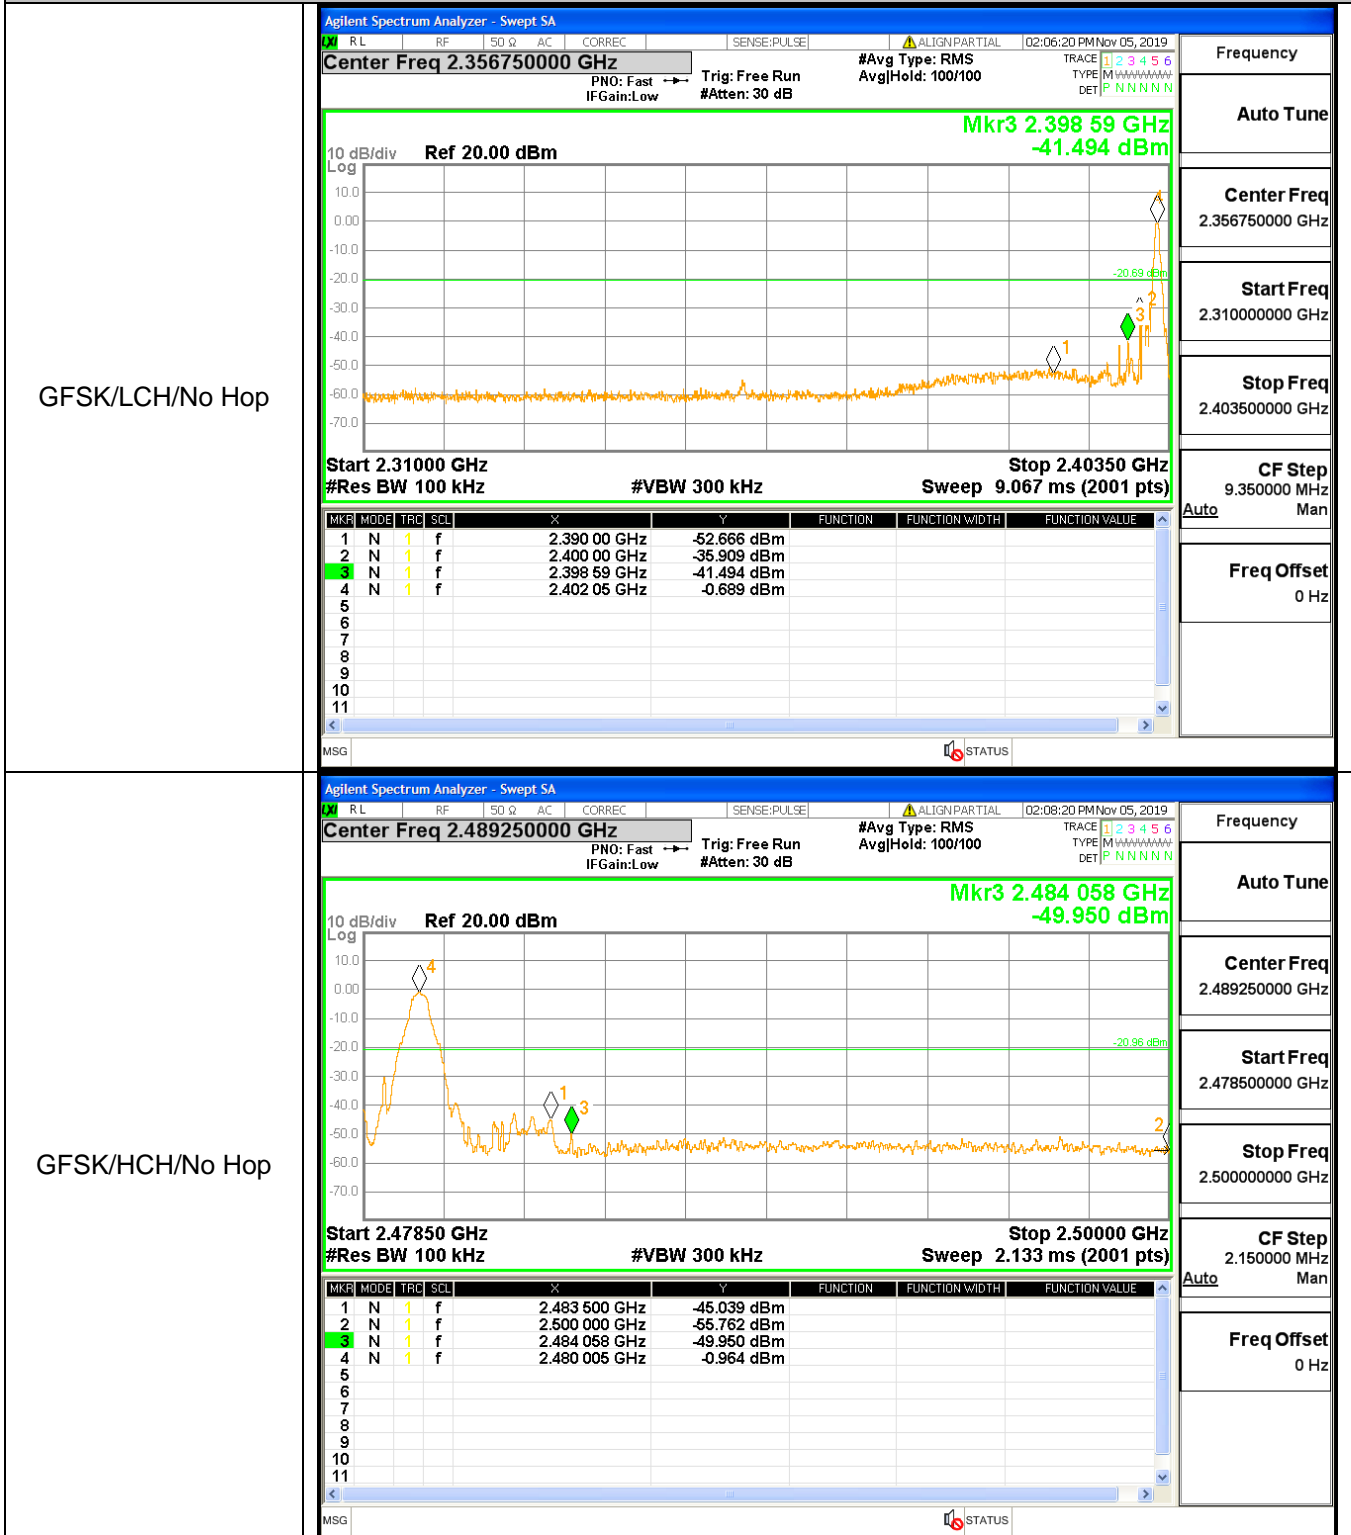 GFSK/LCH/No Hop
Agilent Spectrum Analyzer - Swept SA
LXI RL RF 50 Ω AC CORREC SENSE:PULSE ALIGN PARTIAL 02:06:20 PM Nov 05, 2019
Center Freq 2.356750000 GHz
PNO: Fast
IFGain:Low
Trig: Free Run
#Atten: 30 dB
#Avg Type: RMS
Avg|Hold: 100/100
TRACE 1 2 3 4 5 6
TYPE M
DET P N N N N N
Mkr3 2.398 59 GHz
-41.494 dBm
10 dB/div Ref 20.00 dBm
Log
10.0
0.00
-10.0
-20.0
-30.0
-40.0
-50.0
-60.0
-70.0
-20.69 dBm
4
2
3
1
Start 2.31000 GHz Stop 2.40350 GHz
#Res BW 100 kHz #VBW 300 kHz Sweep 9.067 ms (2001 pts)
MKR MODE TRC SCL X Y FUNCTION FUNCTION WIDTH FUNCTION VALUE
1 N 1 f 2.390 00 GHz -52.666 dBm
2 N 1 f 2.400 00 GHz -35.909 dBm
3 N 1 f 2.398 59 GHz -41.494 dBm
4 N 1 f 2.402 05 GHz -0.689 dBm
5
6
7
8
9
10
11
MSG STATUS
Frequency
Auto Tune
Center Freq
2.356750000 GHz
Start Freq
2.310000000 GHz
Stop Freq
2.403500000 GHz
CF Step
9.350000 MHz
Auto Man
Freq Offset
0 Hz
GFSK/HCH/No Hop
Agilent Spectrum Analyzer - Swept SA
LXI RL RF 50 Ω AC CORREC SENSE:PULSE ALIGN PARTIAL 02:08:20 PM Nov 05, 2019
Center Freq 2.489250000 GHz
PNO: Fast
IFGain:Low
Trig: Free Run
#Atten: 30 dB
#Avg Type: RMS
Avg|Hold: 100/100
TRACE 1 2 3 4 5 6
TYPE M
DET P N N N N N
Mkr3 2.484 058 GHz
-49.950 dBm
10 dB/div Ref 20.00 dBm
Log
10.0
0.00
-10.0
-20.0
-30.0
-40.0
-50.0
-60.0
-70.0
-20.96 dBm
4
1
3
2
Start 2.47850 GHz Stop 2.50000 GHz
#Res BW 100 kHz #VBW 300 kHz Sweep 2.133 ms (2001 pts)
MKR MODE TRC SCL X Y FUNCTION FUNCTION WIDTH FUNCTION VALUE
1 N 1 f 2.483 500 GHz -45.039 dBm
2 N 1 f 2.500 000 GHz -55.762 dBm
3 N 1 f 2.484 058 GHz -49.950 dBm
4 N 1 f 2.480 005 GHz -0.964 dBm
5
6
7
8
9
10
11
MSG STATUS
Frequency
Auto Tune
Center Freq
2.489250000 GHz
Start Freq
2.478500000 GHz
Stop Freq
2.500000000 GHz
CF Step
2.150000 MHz
Auto Man
Freq Offset
0 Hz